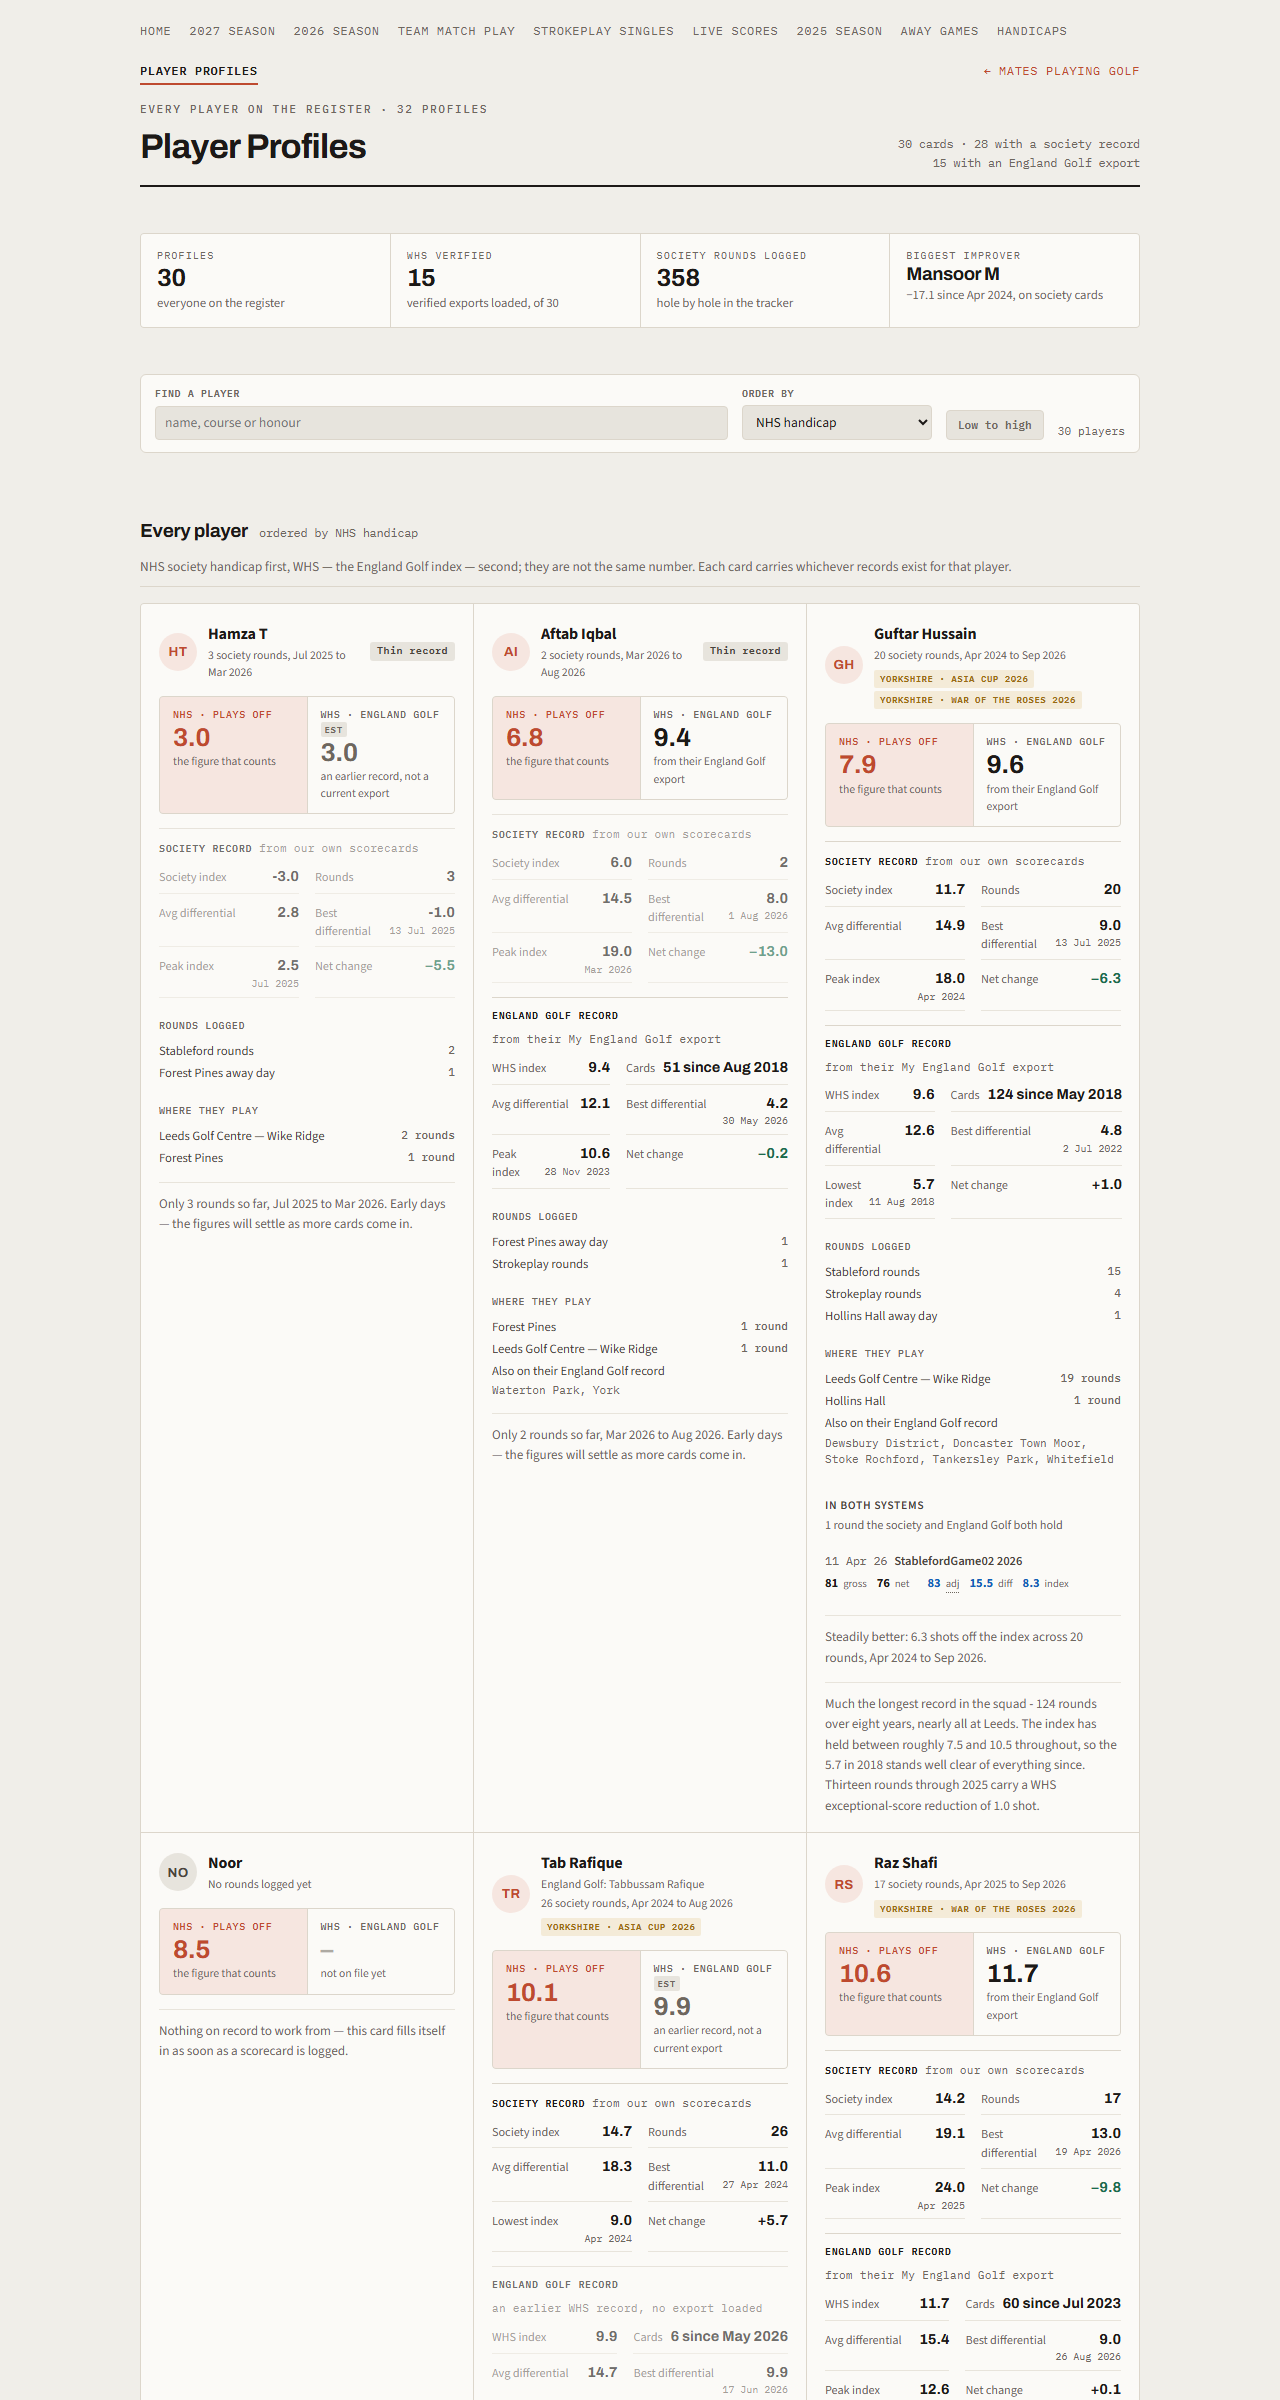 HOME 2027 SEASON 2026 SEASON TEAM MATCH PLAY STROKEPLAY SINGLES LIVE SCORES 2025 SEASON AWAY GAMES HANDICAPS
PLAYER PROFILES ← MATES PLAYING GOLF
EVERY PLAYER ON THE REGISTER · 32 PROFILES
Player Profiles
30 cards · 28 with a society record
15 with an England Golf export
PROFILES
30
everyone on the register
WHS VERIFIED
15
verified exports loaded, of 30
SOCIETY ROUNDS LOGGED
358
hole by hole in the tracker
BIGGEST IMPROVER
Mansoor M
−17.1 since Apr 2024, on society cards
FIND A PLAYER
name, course or honour
ORDER BY
NHS handicap
Low to high
30 players
Every player ordered by NHS handicap
NHS society handicap first, WHS — the England Golf index — second; they are not the same number. Each card carries whichever records exist for that player.
HT
Hamza T
3 society rounds, Jul 2025 to
Mar 2026
Thin record
NHS · PLAYS OFF
3.0
the figure that counts
WHS · ENGLAND GOLF
EST
3.0
an earlier record, not a
current export
SOCIETY RECORD from our own scorecards
Society index -3.0 Rounds 3
Avg differential 2.8 Best differential -1.0
13 Jul 2025
Peak index 2.5 Net change −5.5
Jul 2025
ROUNDS LOGGED
Stableford rounds 2
Forest Pines away day 1
WHERE THEY PLAY
Leeds Golf Centre — Wike Ridge 2 rounds
Forest Pines 1 round
Only 3 rounds so far, Jul 2025 to Mar 2026. Early days
— the figures will settle as more cards come in.
AI
Aftab Iqbal
2 society rounds, Mar 2026 to
Aug 2026
Thin record
NHS · PLAYS OFF
6.8
the figure that counts
WHS · ENGLAND GOLF
9.4
from their England Golf
export
SOCIETY RECORD from our own scorecards
Society index 6.0 Rounds 2
Avg differential 14.5 Best differential 8.0
1 Aug 2026
Peak index 19.0 Net change −13.0
Mar 2026
ENGLAND GOLF RECORD
from their My England Golf export
WHS index 9.4 Cards 51 since Aug 2018
Avg differential 12.1 Best differential 4.2
30 May 2026
Peak index 10.6 Net change −0.2
28 Nov 2023
ROUNDS LOGGED
Forest Pines away day 1
Strokeplay rounds 1
WHERE THEY PLAY
Forest Pines 1 round
Leeds Golf Centre — Wike Ridge 1 round
Also on their England Golf record
Waterton Park, York
Only 2 rounds so far, Mar 2026 to Aug 2026. Early days
— the figures will settle as more cards come in.
GH
Guftar Hussain
20 society rounds, Apr 2024 to Sep 2026
YORKSHIRE · ASIA CUP 2026
YORKSHIRE · WAR OF THE ROSES 2026
NHS · PLAYS OFF
7.9
the figure that counts
WHS · ENGLAND GOLF
9.6
from their England Golf
export
SOCIETY RECORD from our own scorecards
Society index 11.7 Rounds 20
Avg differential 14.9 Best differential 9.0
13 Jul 2025
Peak index 18.0 Net change −6.3
Apr 2024
ENGLAND GOLF RECORD
from their My England Golf export
WHS index 9.6 Cards 124 since May 2018
Avg differential 12.6 Best differential 4.8
2 Jul 2022
Lowest index 5.7 Net change +1.0
11 Aug 2018
ROUNDS LOGGED
Stableford rounds 15
Strokeplay rounds 4
Hollins Hall away day 1
WHERE THEY PLAY
Leeds Golf Centre — Wike Ridge 19 rounds
Hollins Hall 1 round
Also on their England Golf record
Dewsbury District, Doncaster Town Moor,
Stoke Rochford, Tankersley Park, Whitefield
IN BOTH SYSTEMS
1 round the society and England Golf both hold
11 Apr 26 StablefordGame02 2026
81 gross 76 net 83 adj 15.5 diff 8.3 index
Steadily better: 6.3 shots off the index across 20
rounds, Apr 2024 to Sep 2026.
Much the longest record in the squad - 124 rounds
over eight years, nearly all at Leeds. The index has
held between roughly 7.5 and 10.5 throughout, so the
5.7 in 2018 stands well clear of everything since.
Thirteen rounds through 2025 carry a WHS
exceptional-score reduction of 1.0 shot.
NO
Noor
No rounds logged yet
NHS · PLAYS OFF
8.5
the figure that counts
WHS · ENGLAND GOLF
—
not on file yet
Nothing on record to work from — this card fills itself
in as soon as a scorecard is logged.
TR
Tab Rafique
England Golf: Tabbussam Rafique
26 society rounds, Apr 2024 to Aug 2026
YORKSHIRE · ASIA CUP 2026
NHS · PLAYS OFF
10.1
the figure that counts
WHS · ENGLAND GOLF
EST
9.9
an earlier record, not a
current export
SOCIETY RECORD from our own scorecards
Society index 14.7 Rounds 26
Avg differential 18.3 Best differential 11.0
27 Apr 2024
Lowest index 9.0 Net change +5.7
Apr 2024
ENGLAND GOLF RECORD
an earlier WHS record, no export loaded
WHS index 9.9 Cards 6 since May 2026
Avg differential 14.7 Best differential 9.9
17 Jun 2026
RS
Raz Shafi
17 society rounds, Apr 2025 to Sep 2026
YORKSHIRE · WAR OF THE ROSES 2026
NHS · PLAYS OFF
10.6
the figure that counts
WHS · ENGLAND GOLF
11.7
from their England Golf
export
SOCIETY RECORD from our own scorecards
Society index 14.2 Rounds 17
Avg differential 19.1 Best differential 13.0
19 Apr 2026
Peak index 24.0 Net change −9.8
Apr 2025
ENGLAND GOLF RECORD
from their My England Golf export
WHS index 11.7 Cards 60 since Jul 2023
Avg differential 15.4 Best differential 9.0
26 Aug 2026
Peak index 12.6 Net change +0.1